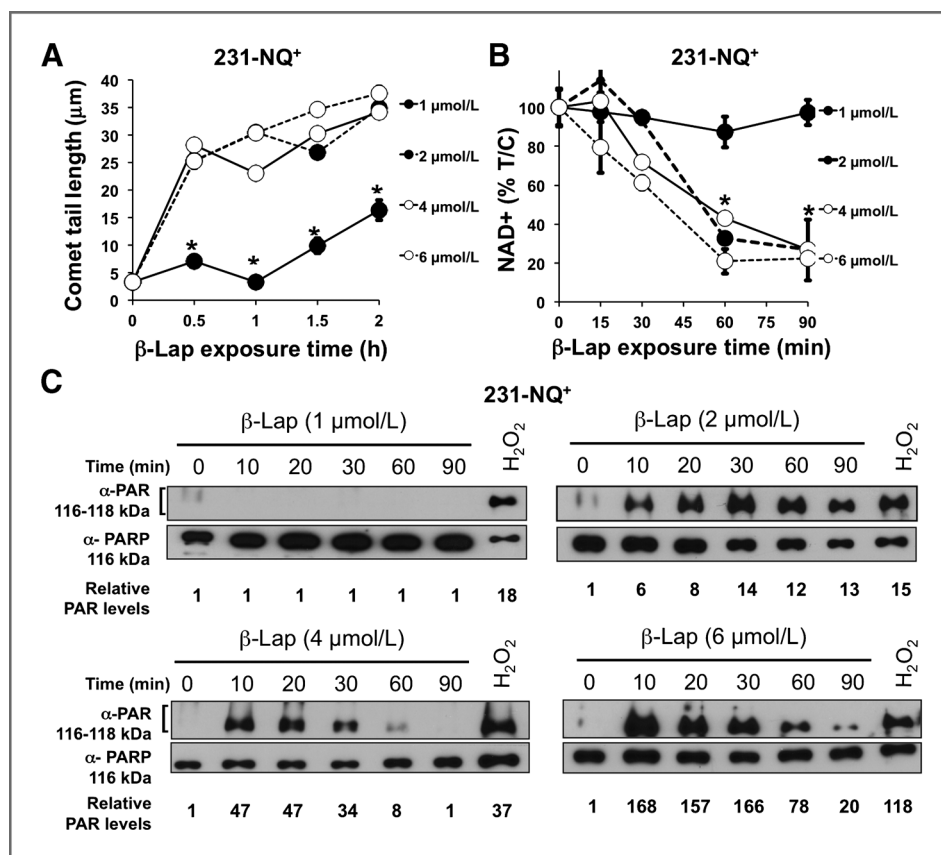 A
231-NQ⁺
Comet tail length (μm)
40
35
30
25
20
15
10
5
0
0 0.5 1 1.5 2
* * * *
β-Lap exposure time (h)
1 μmol/L
2 μmol/L
4 μmol/L
6 μmol/L
B
231-NQ⁺
NAD+ (% T/C)
100
80
60
40
20
0
0 15 30 45 60 75 90
* *
β-Lap exposure time (min)
1 μmol/L
2 μmol/L
4 μmol/L
6 μmol/L
C
231-NQ⁺
β-Lap (1 μmol/L)
H₂O₂
Time (min) 0 10 20 30 60 90
α-PAR
116-118 kDa
α- PARP
116 kDa
Relative
PAR levels
1 1 1 1 1 1 18
β-Lap (2 μmol/L)
H₂O₂
0 10 20 30 60 90
1 6 8 14 12 13 15
β-Lap (4 μmol/L)
H₂O₂
Time (min) 0 10 20 30 60 90
α-PAR
116-118 kDa
α- PARP
116 kDa
Relative
PAR levels
1 47 47 34 8 1 37
β-Lap (6 μmol/L)
H₂O₂
0 10 20 30 60 90
1 168 157 166 78 20 118